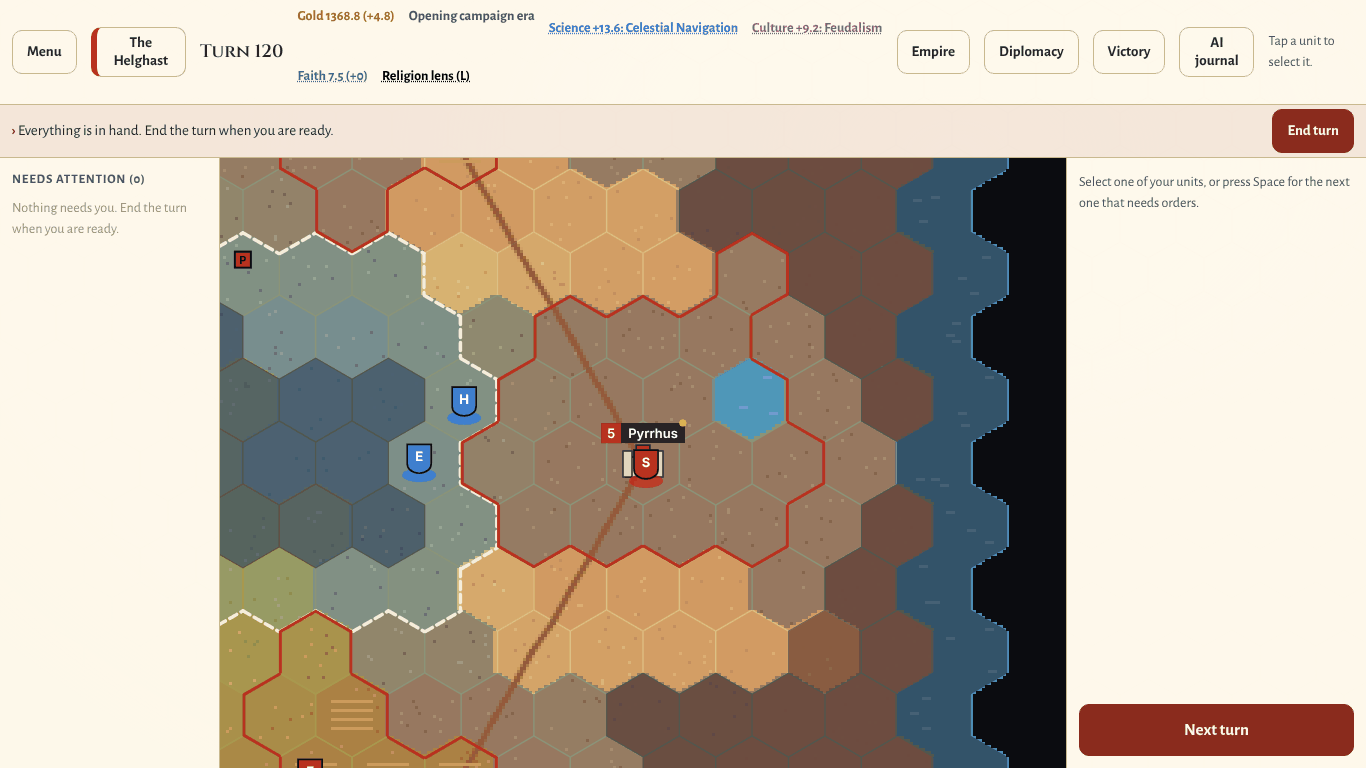 Menu
The Helghast
TURN 120
Gold 1368.8 (+4.8) Opening campaign era
Science +13.6: Celestial Navigation Culture +9.2: Feudalism
Faith 7.5 (+0) Religion lens (L)
Empire
Diplomacy
Victory
AI journal
Tap a unit to
select it.
› Everything is in hand. End the turn when you are ready.
End turn
NEEDS ATTENTION (0)
Nothing needs you. End the turn
when you are ready.
P
H
E
5 Pyrrhus
S
Select one of your units, or press Space for the next
one that needs orders.
Next turn